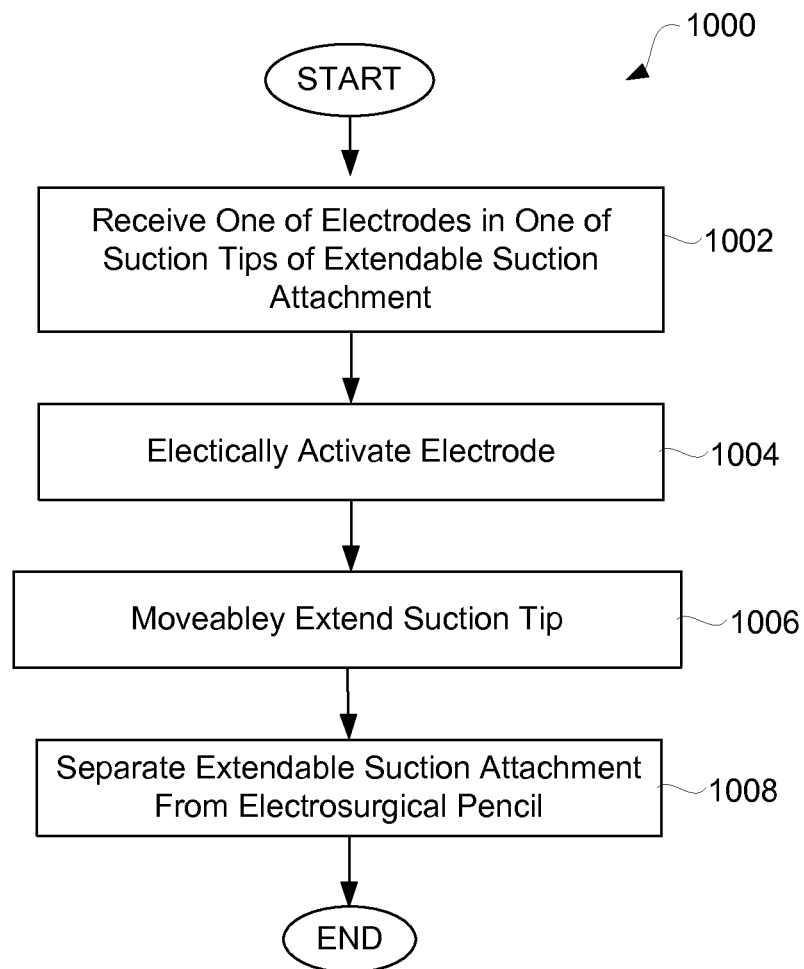 1000
START
Receive One of Electrodes in One of
Suction Tips of Extendable Suction
Attachment
1002
Electically Activate Electrode
1004
Moveabley Extend Suction Tip
1006
Separate Extendable Suction Attachment
From Electrosurgical Pencil
1008
END